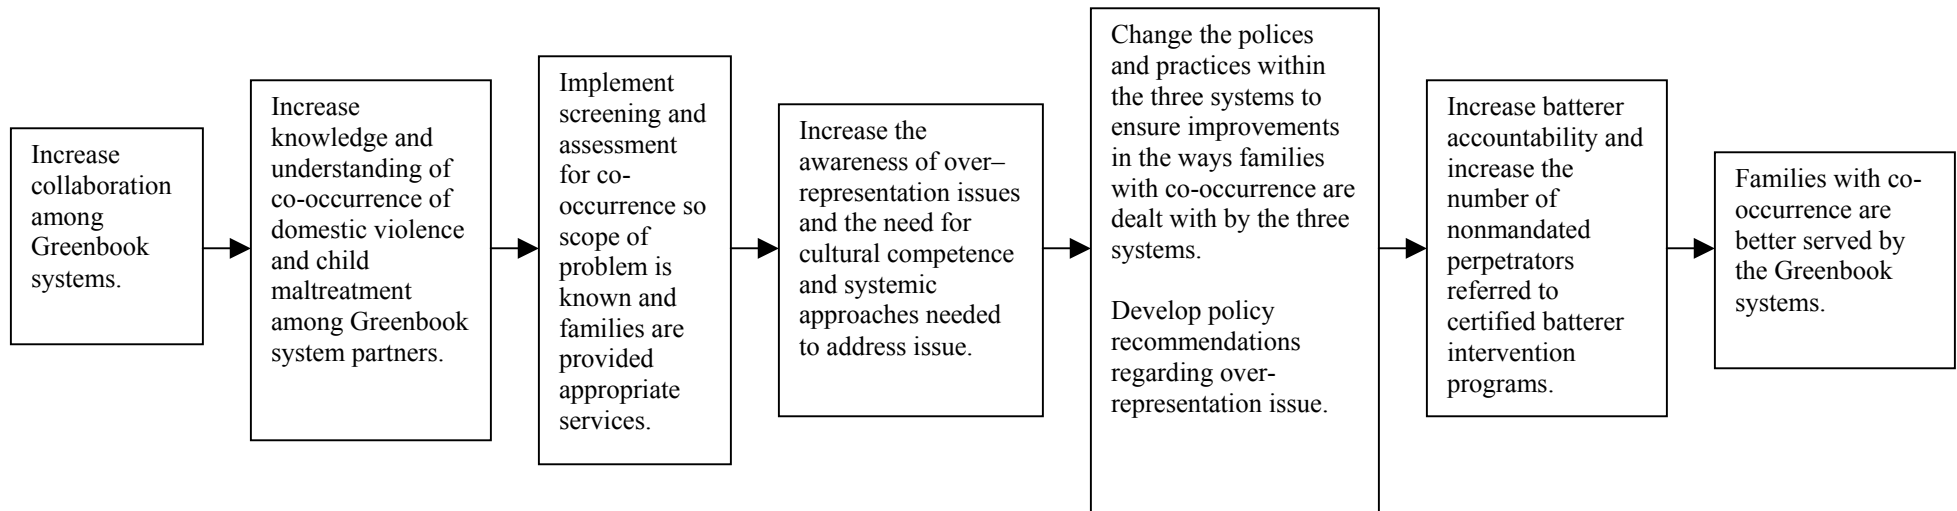 Increase
collaboration
among
Greenbook
systems.
Increase
knowledge and
understanding of
co-occurrence of
domestic violence
and child
maltreatment
among Greenbook
system partners.
Implement
screening and
assessment
for co-
occurrence so
scope of
problem is
known and
families are
provided
appropriate
services.
Increase the
awareness of over–
representation issues
and the need for
cultural competence
and systemic
approaches needed
to address issue.
Change the polices
and practices within
the three systems to
ensure improvements
in the ways families
with co-occurrence are
dealt with by the three
systems.
Develop policy
recommendations
regarding over-
representation issue.
Increase batterer
accountability and
increase the
number of
nonmandated
perpetrators
referred to
certified batterer
intervention
programs.
Families with co-
occurrence are
better served by
the Greenbook
systems.